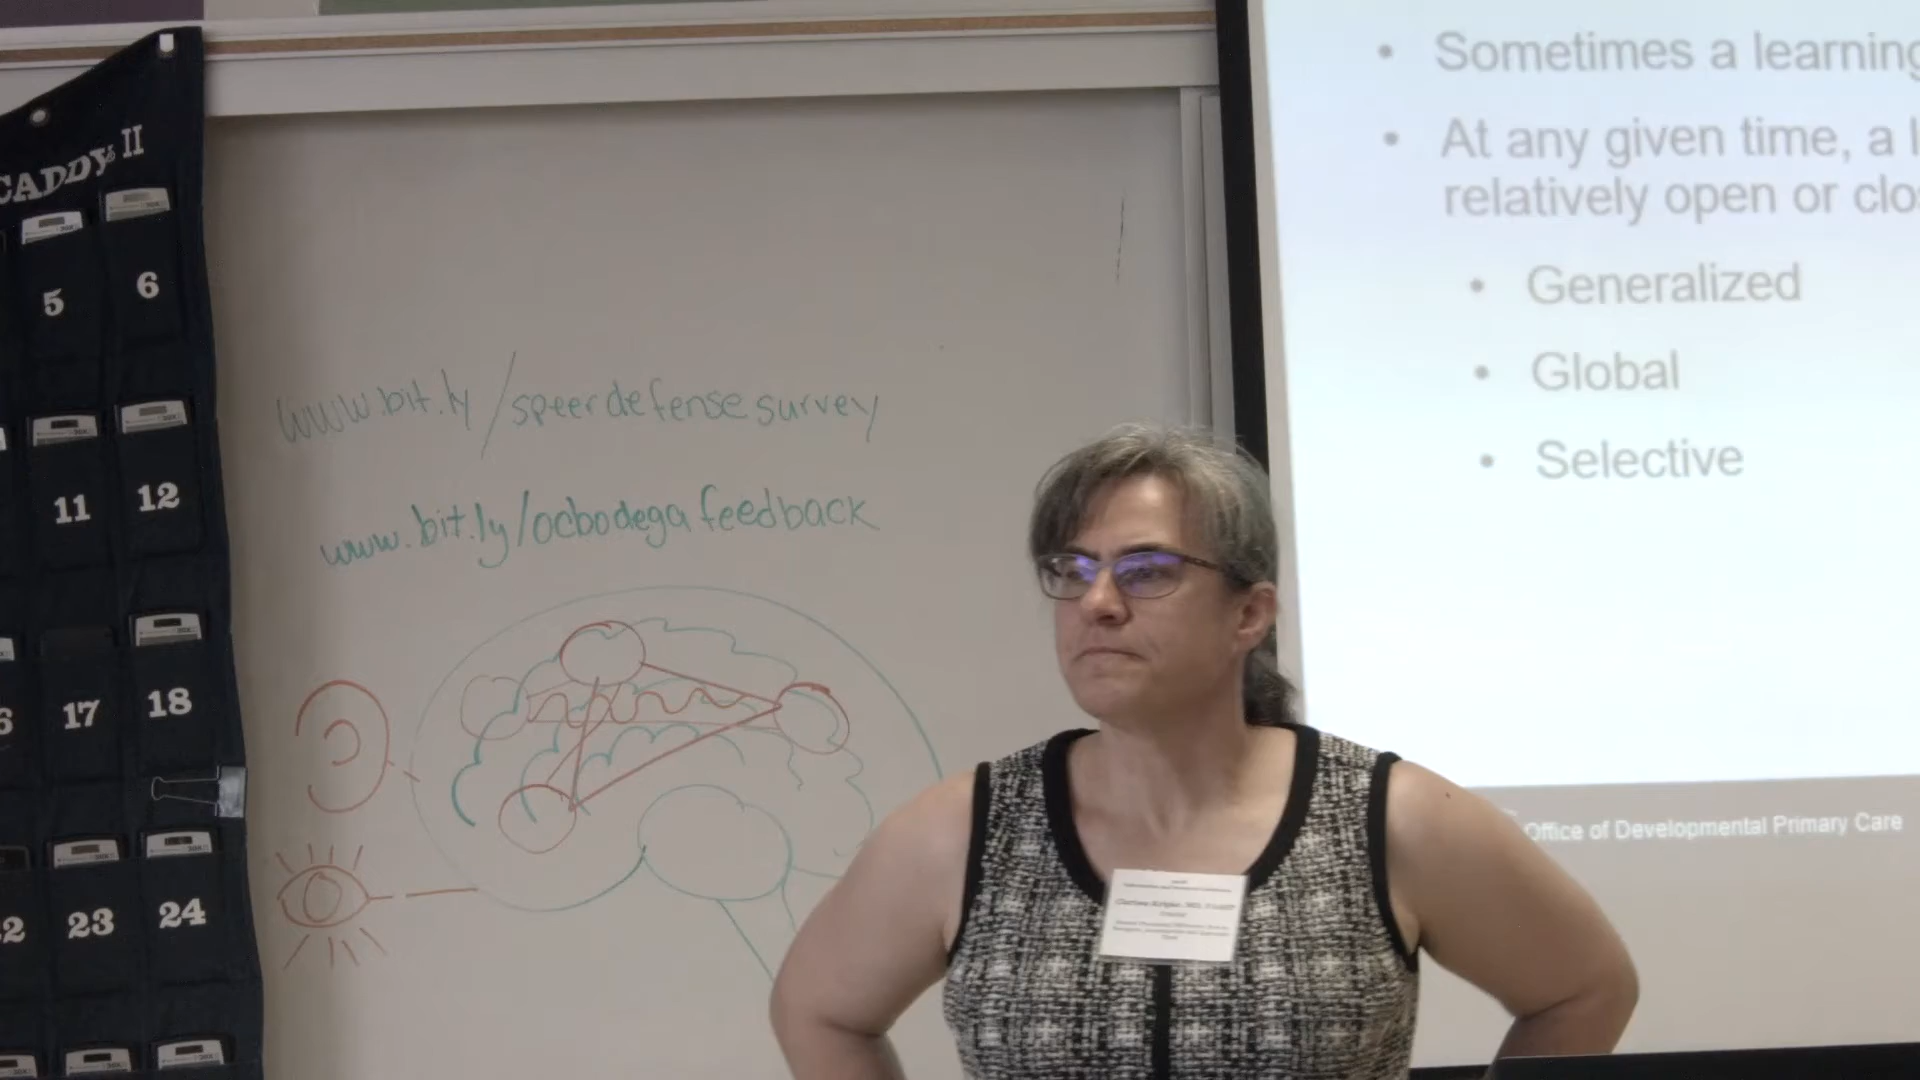 CADDY II
5
6
11
12
17
18
23
24
www.bit.ly/speerdefensesurvey
www.bit.ly/ocbodegafeedback
• Sometimes a learning
• At any given time, a l
relatively open or clo
• Generalized
• Global
• Selective
Office of Developmental Primary Care